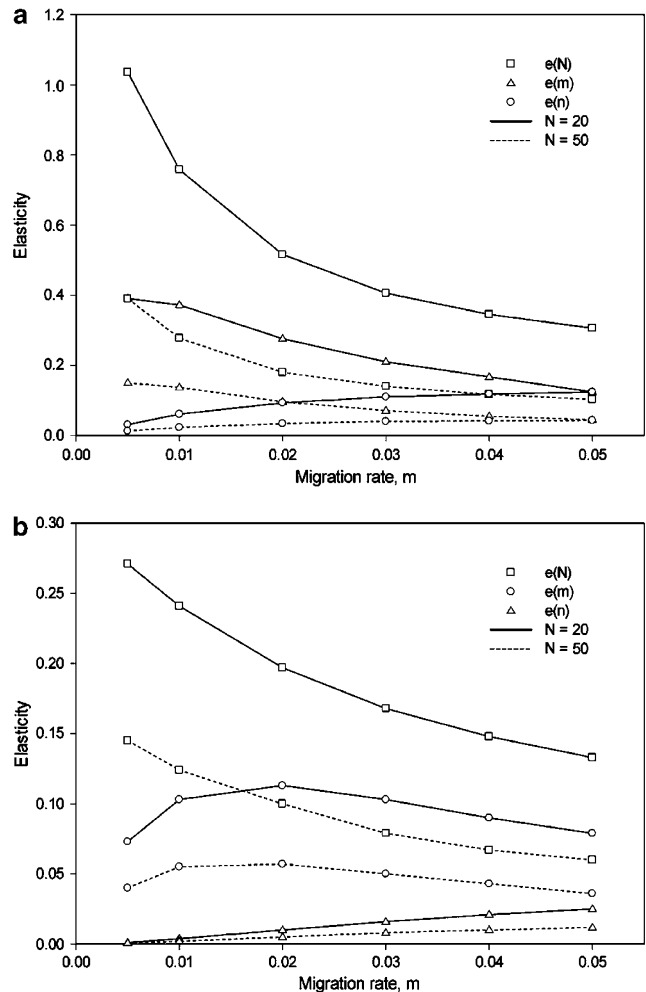 a
1.2
1.0
0.8
0.6
0.4
0.2
0.0
Elasticity
e(N)
e(m)
e(n)
N = 20
N = 50
0.00 0.01 0.02 0.03 0.04 0.05
Migration rate, m
b
0.30
0.25
0.20
0.15
0.10
0.05
0.00
Elasticity
e(N)
e(m)
e(n)
N = 20
N = 50
0.00 0.01 0.02 0.03 0.04 0.05
Migration rate, m